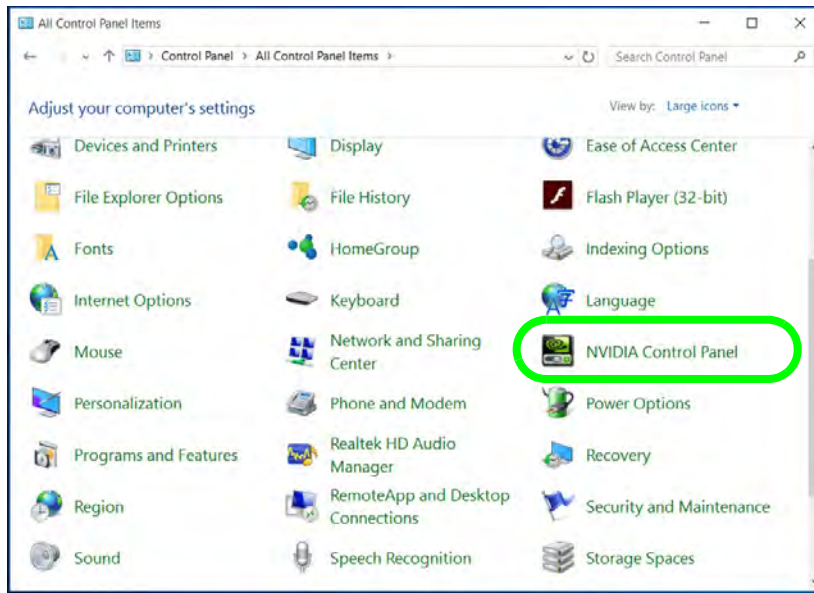 All Control Panel Items
Control Panel > All Control Panel Items >
Search Control Panel
Adjust your computer's settings
View by: Large icons
Devices and Printers
Display
Ease of Access Center
File Explorer Options
File History
Flash Player (32-bit)
Fonts
HomeGroup
Indexing Options
Internet Options
Keyboard
Language
Mouse
Network and Sharing
Center
NVIDIA Control Panel
Personalization
Phone and Modem
Power Options
Programs and Features
Realtek HD Audio
Manager
Recovery
Region
RemoteApp and Desktop
Connections
Security and Maintenance
Sound
Speech Recognition
Storage Spaces